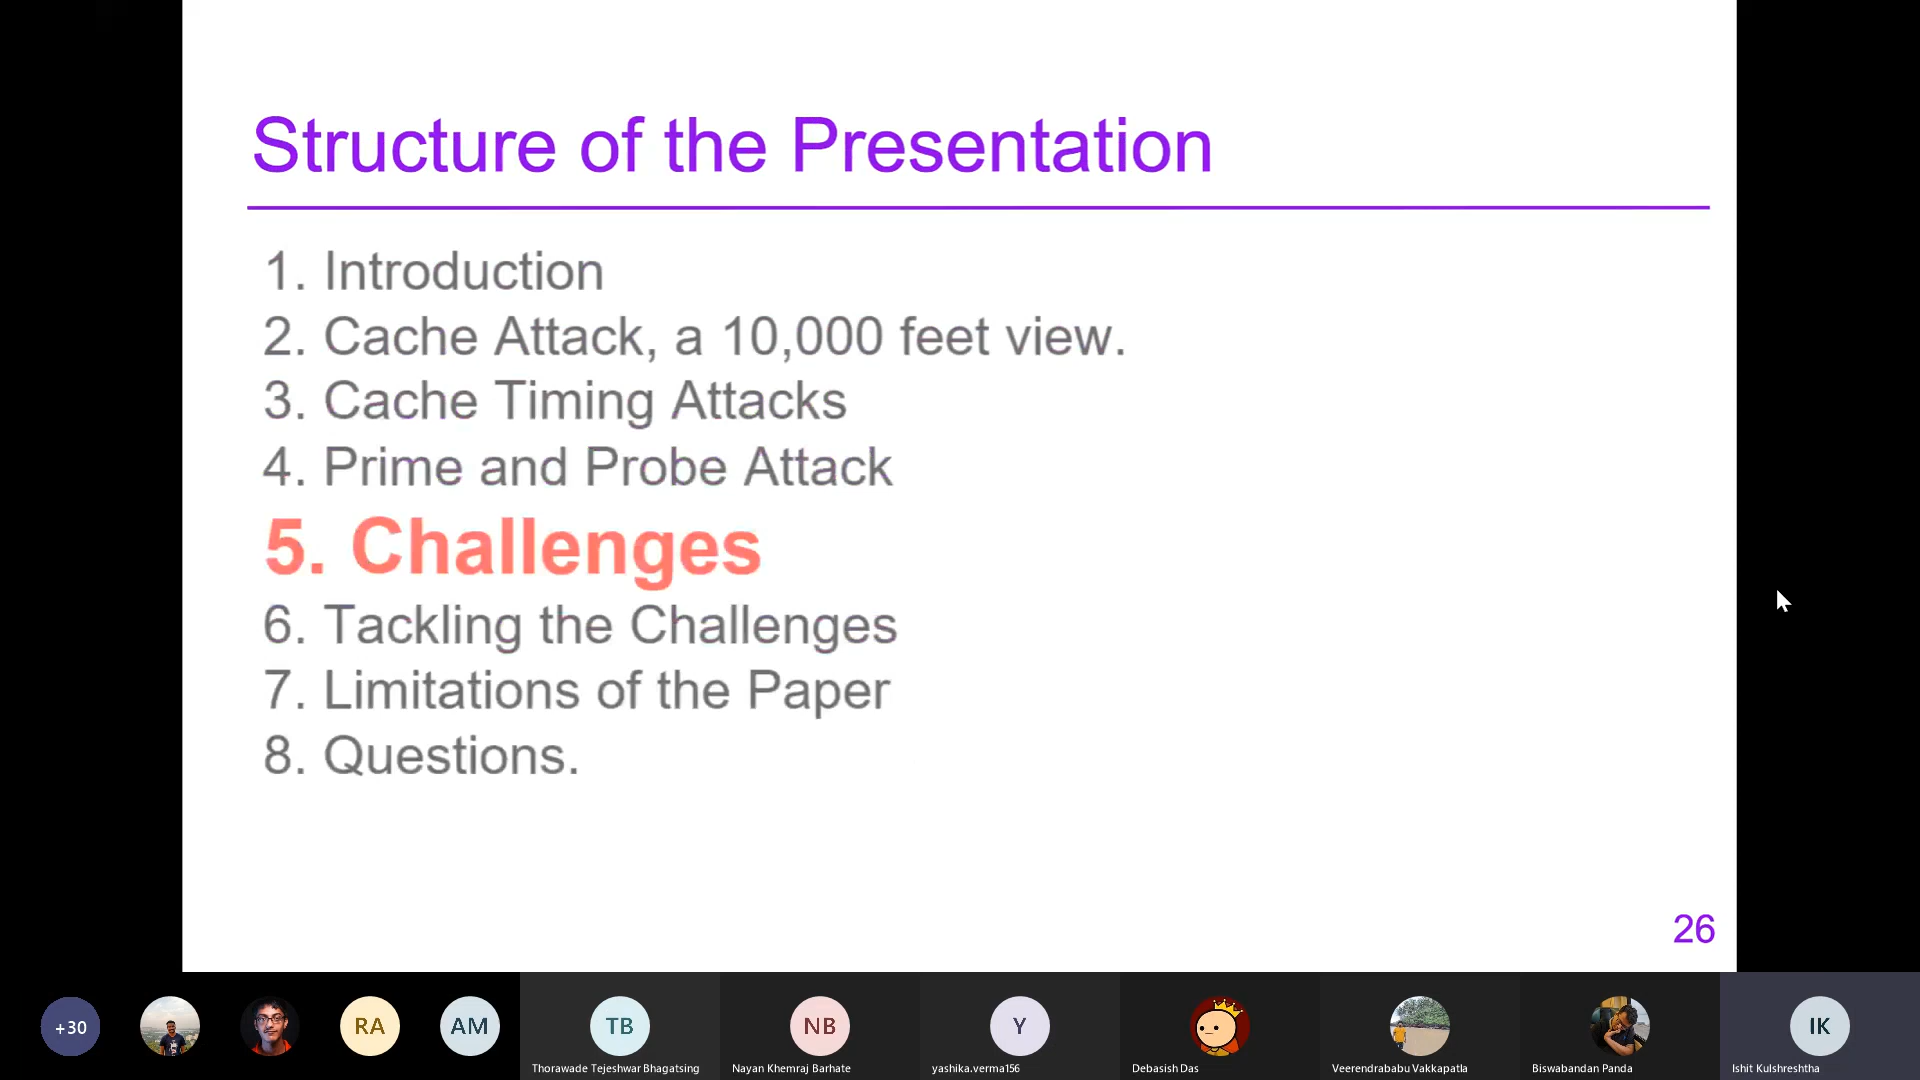 Structure of the Presentation
1. Introduction
2. Cache Attack, a 10,000 feet view.
3. Cache Timing Attacks
4. Prime and Probe Attack
5. Challenges
6. Tackling the Challenges
7. Limitations of the Paper
8. Questions.
26
+30
RA
AM
TB
NB
Y
IK
Thorawade Tejeshwar Bhagatsing
Nayan Khemraj Barhate
yashika.verma156
Debasish Das
Veerendrababu Vakkapatla
Biswabandan Panda
Ishit Kulshreshtha